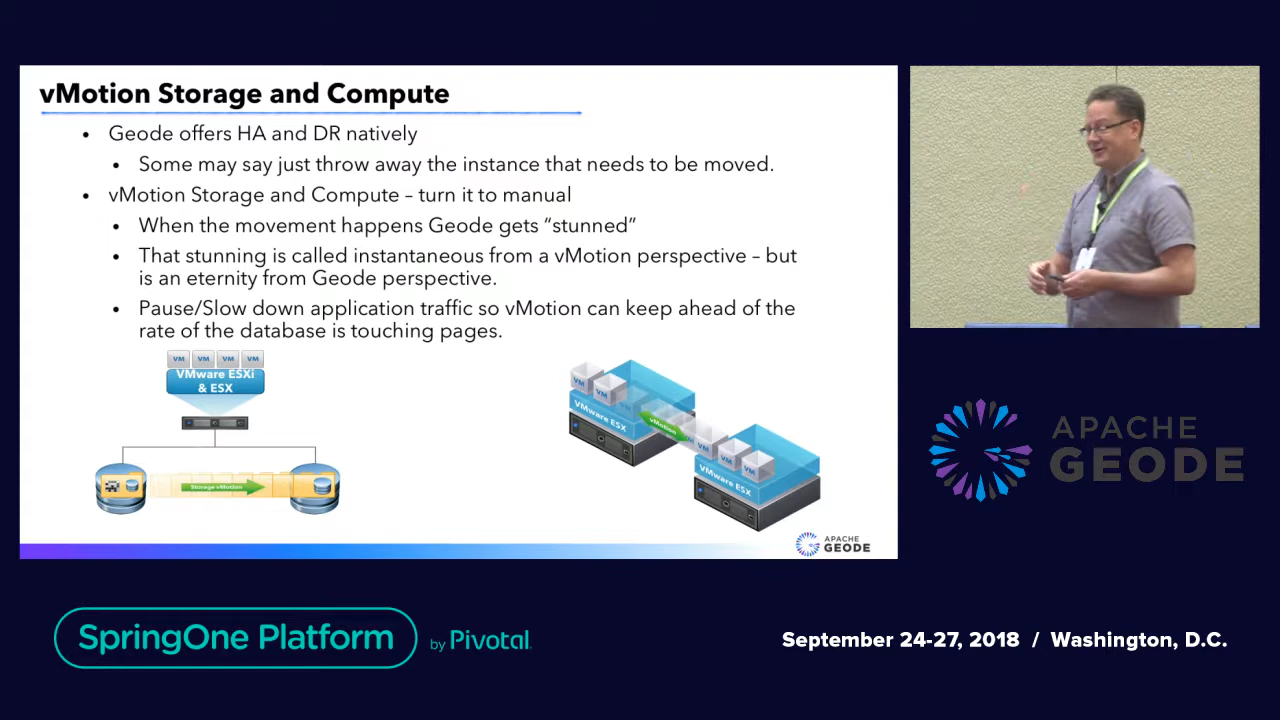 vMotion Storage and Compute
• Geode offers HA and DR natively
• Some may say just throw away the instance that needs to be moved.
• vMotion Storage and Compute – turn it to manual
• When the movement happens Geode gets “stunned”
• That stunning is called instantaneous from a vMotion perspective – but
is an eternity from Geode perspective.
• Pause/Slow down application traffic so vMotion can keep ahead of the
rate of the database is touching pages.
VM VM VM VM
VMware ESXi
& ESX
Storage vMotion
VM VM
VMware ESX
vMotion
VM VM VM
VMware ESX
APACHE
GEODE
APACHE
GEODE
SpringOne Platform by Pivotal.
September 24-27, 2018 / Washington, D.C.